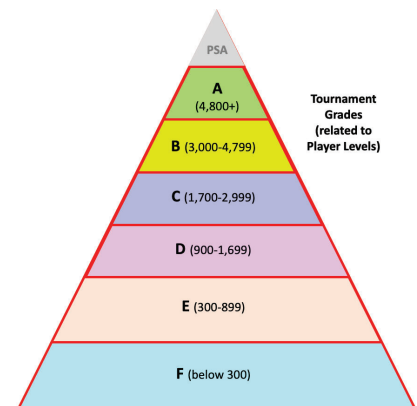 PSA
A
(4,800+)
Tournament
Grades
(related to
Player Levels)
B (3,000-4,799)
C (1,700-2,999)
D (900-1,699)
E (300-899)
F (below 300)